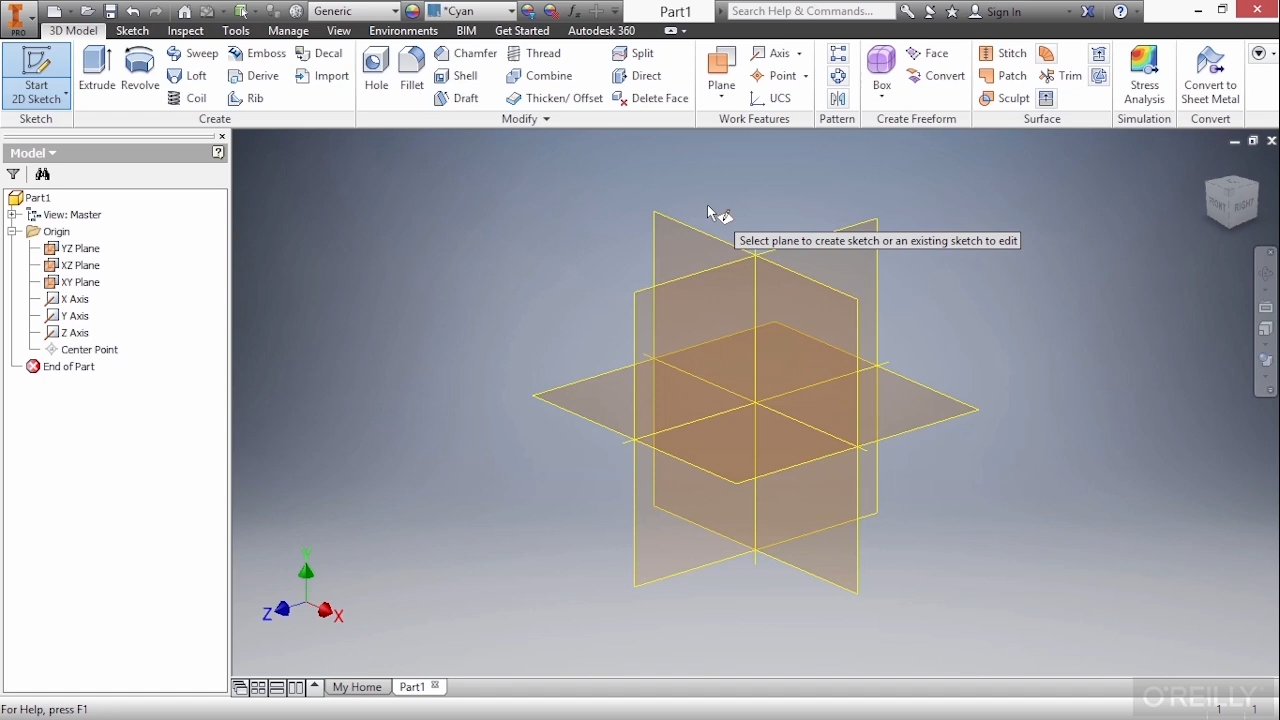 PRO
Generic
*Cyan
fx
Part1
Search Help & Commands...
Sign In
3D Model
Sketch
Inspect
Tools
Manage
View
Environments
BIM
Get Started
Autodesk 360
Start
2D Sketch
Sketch
Extrude
Revolve
Sweep
Loft
Coil
Emboss
Derive
Rib
Decal
Import
Create
Hole
Fillet
Chamfer
Shell
Draft
Thread
Combine
Thicken/ Offset
Split
Direct
Delete Face
Modify
Plane
Axis
Point
UCS
Work Features
Pattern
Box
Face
Convert
Create Freeform
Stitch
Patch
Sculpt
Trim
Surface
Stress
Analysis
Simulation
Convert to
Sheet Metal
Convert
Model
Part1
View: Master
Origin
YZ Plane
XZ Plane
XY Plane
X Axis
Y Axis
Z Axis
Center Point
End of Part
Select plane to create sketch or an existing sketch to edit
RIGHT
Z
X
My Home
Part1
For Help, press F1
O'REILLY
1
1